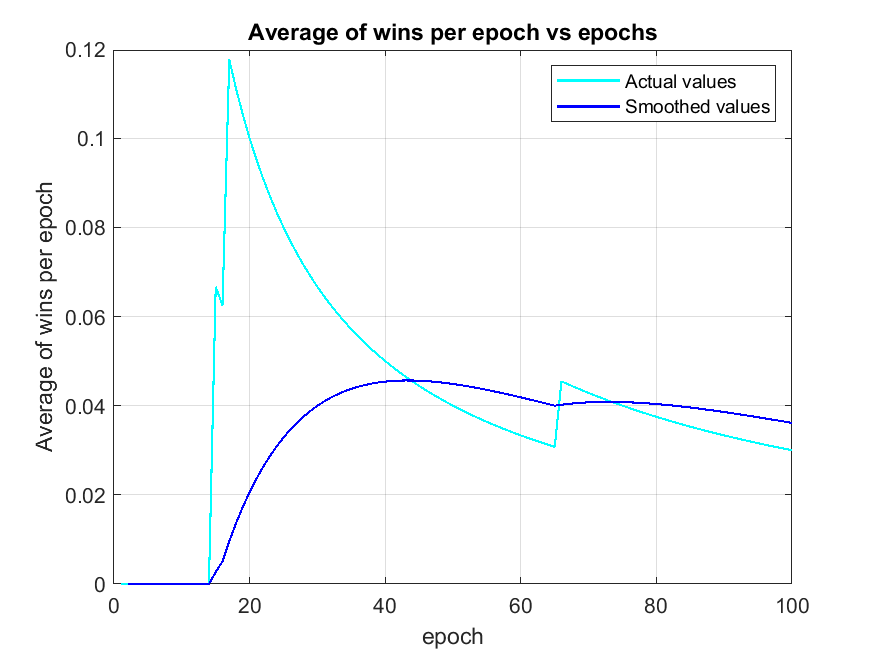 Average of wins per epoch vs epochs
Actual values
Smoothed values
Average of wins per epoch
0.12
0.1
0.08
0.06
0.04
0.02
0
0 20 40 60 80 100
epoch